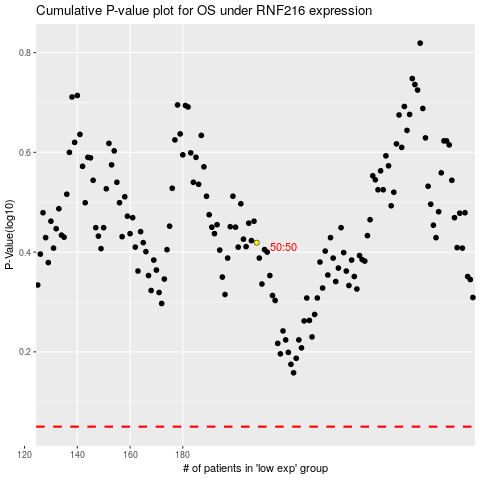 Cumulative P-value plot for OS under RNF216 expression
P-Value(log10)
0.8
0.6
0.4
0.2
50:50
120 140 160 180
# of patients in 'low exp' group